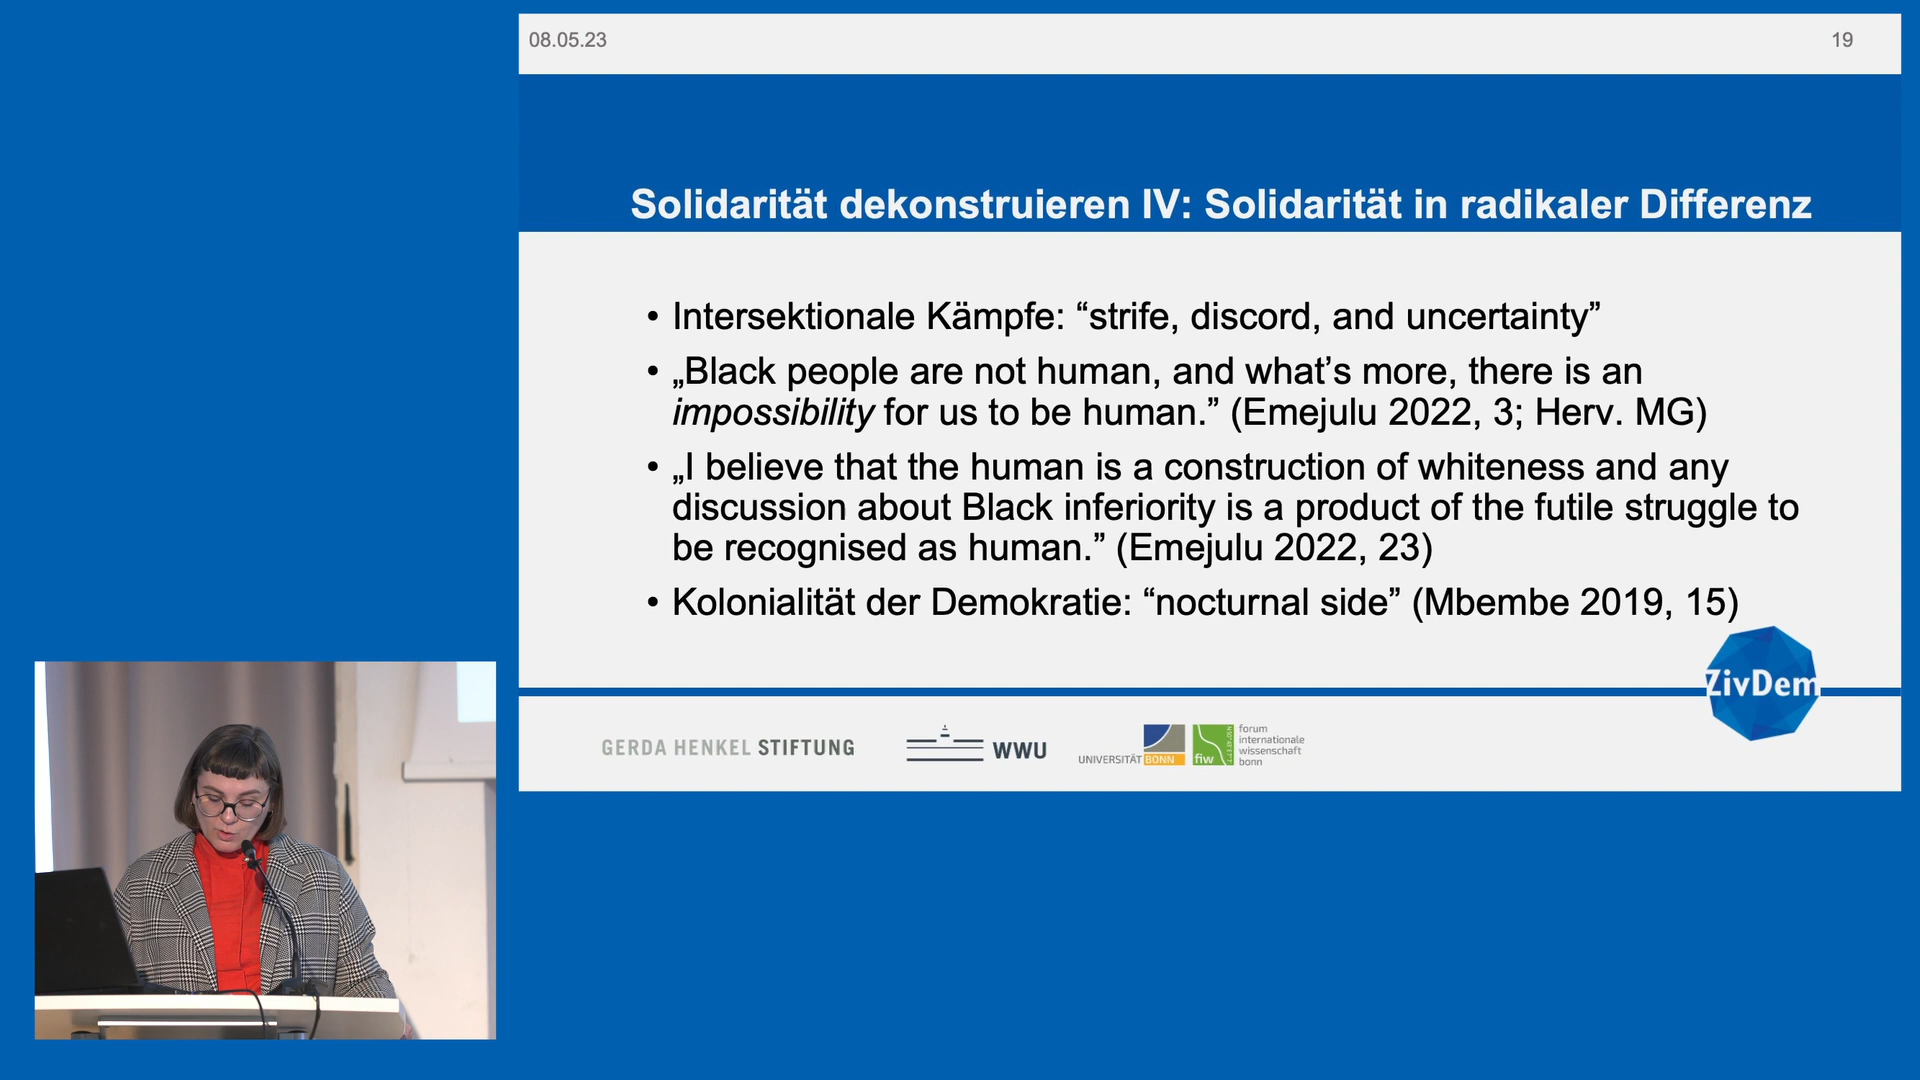 08.05.23
19
Solidarität dekonstruieren IV: Solidarität in radikaler Differenz
• Intersektionale Kämpfe: “strife, discord, and uncertainty”
• „Black people are not human, and what’s more, there is an
impossibility for us to be human.” (Emejulu 2022, 3; Herv. MG)
• „I believe that the human is a construction of whiteness and any
discussion about Black inferiority is a product of the futile struggle to
be recognised as human.” (Emejulu 2022, 23)
• Kolonialität der Demokratie: “nocturnal side” (Mbembe 2019, 15)
ZivDem
GERDA HENKEL STIFTUNG
WWU
UNIVERSITÄT BONN
fiw
forum
internationale
wissenschaft
bonn